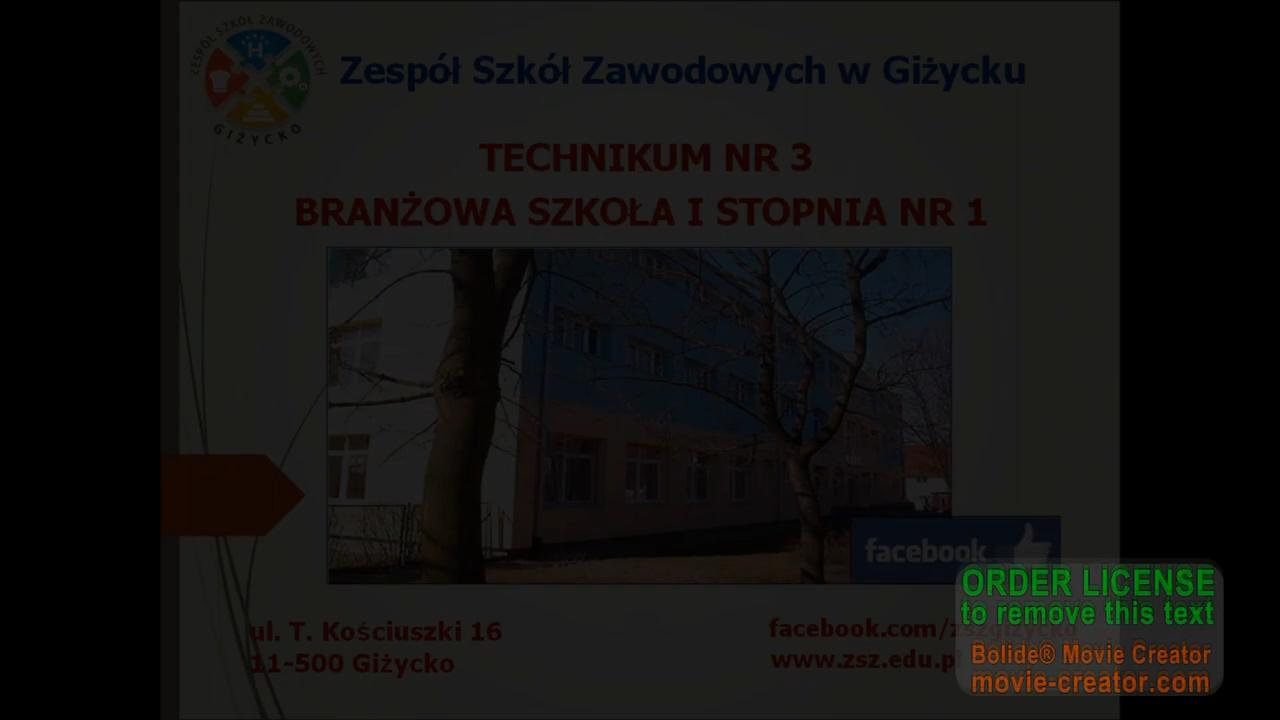 ZESPÓŁ SZKÓŁ ZAWODOWYCH
GIŻYCKO
Zespół Szkół Zawodowych w Giżycku
TECHNIKUM NR 3
BRANŻOWA SZKOŁA I STOPNIA NR 1
facebook
ul. T. Kościuszki 16
11-500 Giżycko
facebook.com/zszgizycko
www.zsz.edu.pl
ORDER LICENSE
to remove this text
Bolide® Movie Creator
movie-creator.com